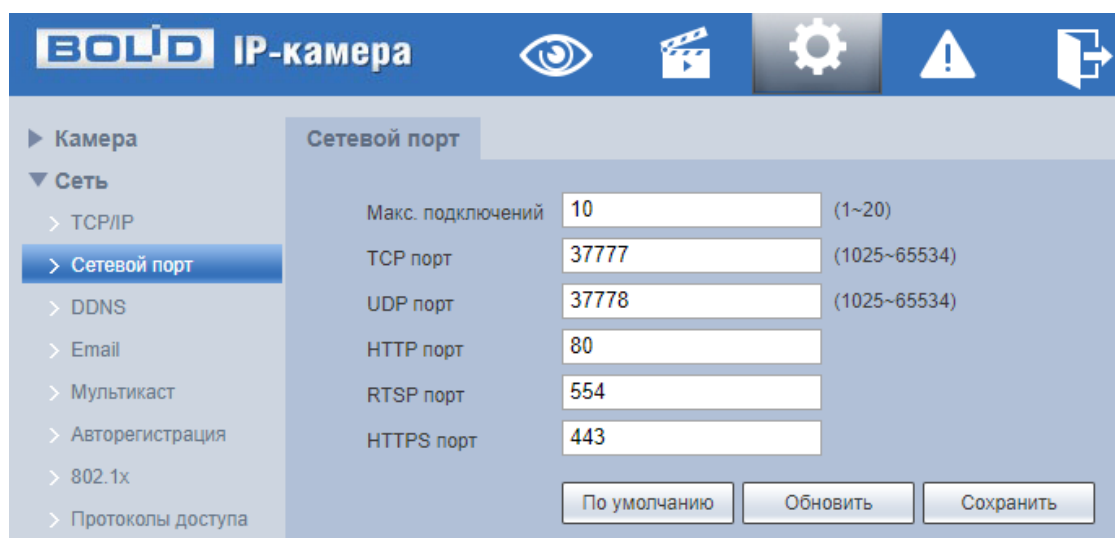 BOLID IP-камера
Камера
Сеть
TCP/IP
Сетевой порт
DDNS
Email
Мультикаст
Авторегистрация
802.1x
Протоколы доступа
Сетевой порт
Макс. подключений 10 (1~20)
TCP порт 37777 (1025~65534)
UDP порт 37778 (1025~65534)
HTTP порт 80
RTSP порт 554
HTTPS порт 443
По умолчанию Обновить Сохранить